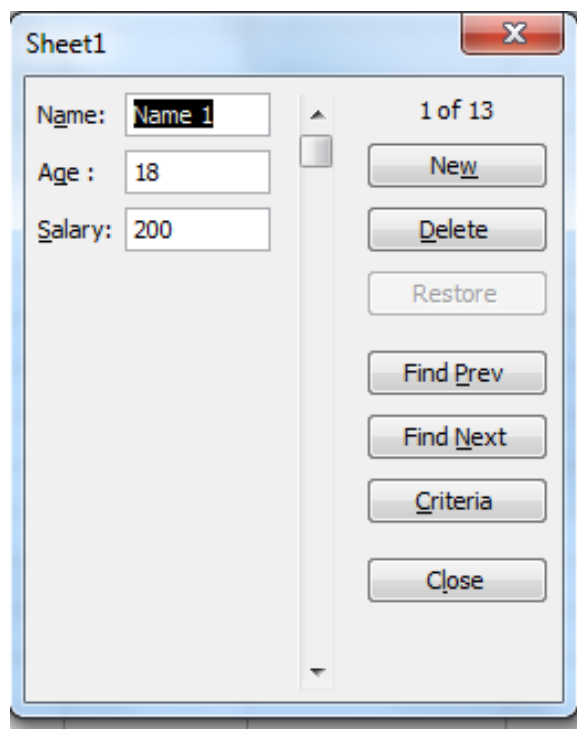 Sheet1
Name: Name 1
Age : 18
Salary: 200
1 of 13
New
Delete
Restore
Find Prev
Find Next
Criteria
Close